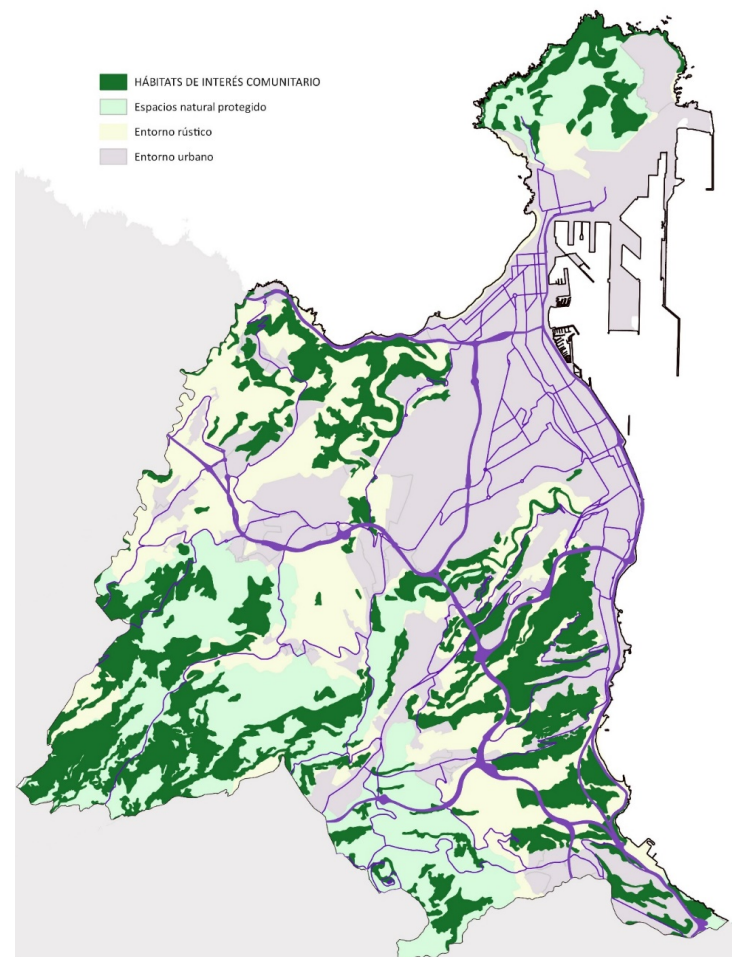 HÁBITATS DE INTERÉS COMUNITARIO
Espacios natural protegido
Entorno rústico
Entorno urbano